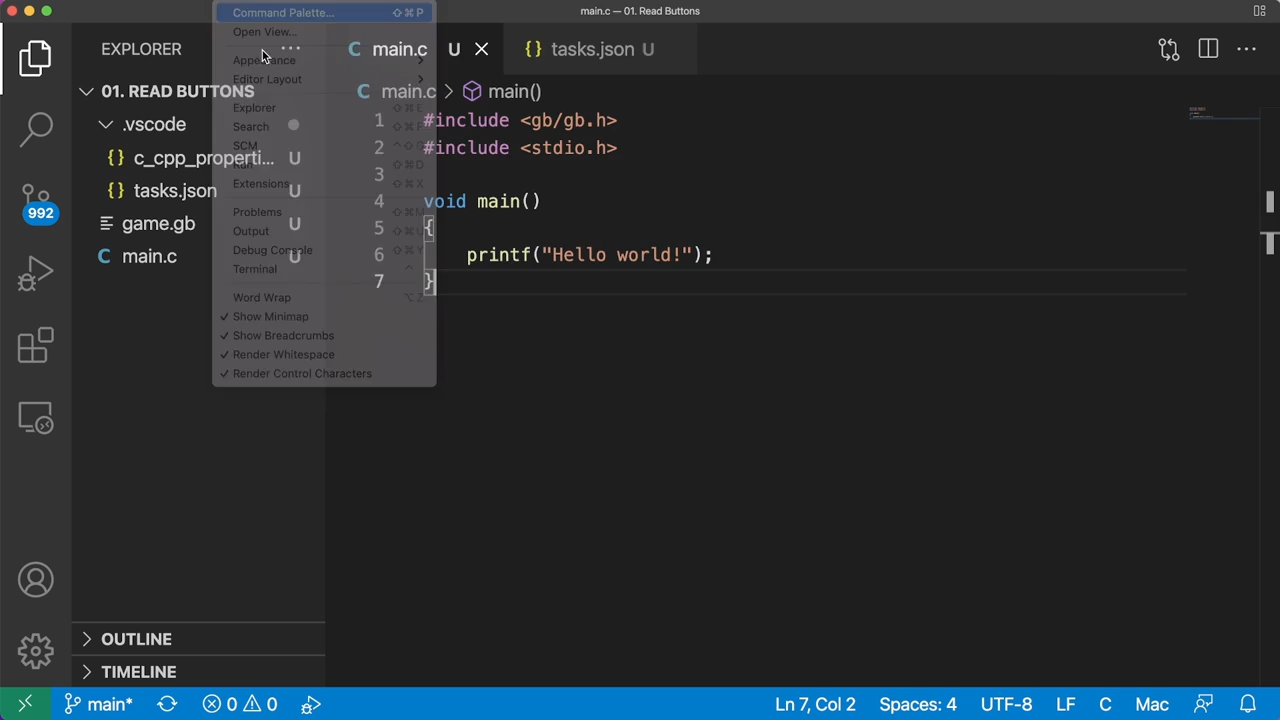 main.c — 01. Read Buttons
Command Palette... ⇧⌘P
Open View...
Appearance
Editor Layout
Explorer ⇧⌘E
Search ⇧⌘F
SCM ^⇧G
Run ⇧⌘D
Extensions ⇧⌘X
Problems ⇧⌘M
Output ⇧⌘U
Debug Console ⇧⌘Y
Terminal
Word Wrap ⌥Z
✓ Show Minimap
✓ Show Breadcrumbs
✓ Render Whitespace
✓ Render Control Characters
EXPLORER ···
01. READ BUTTONS
.vscode
{} c_cpp_properti... U
{} tasks.json U
game.gb U
C main.c U
OUTLINE
TIMELINE
992
C main.c U
{} tasks.json U
C main.c > main()
1 #include <gb/gb.h>
2 #include <stdio.h>
3
4 void main()
5 {
6 printf("Hello world!");
7 }
main* 0 0 Ln 7, Col 2 Spaces: 4 UTF-8 LF C Mac